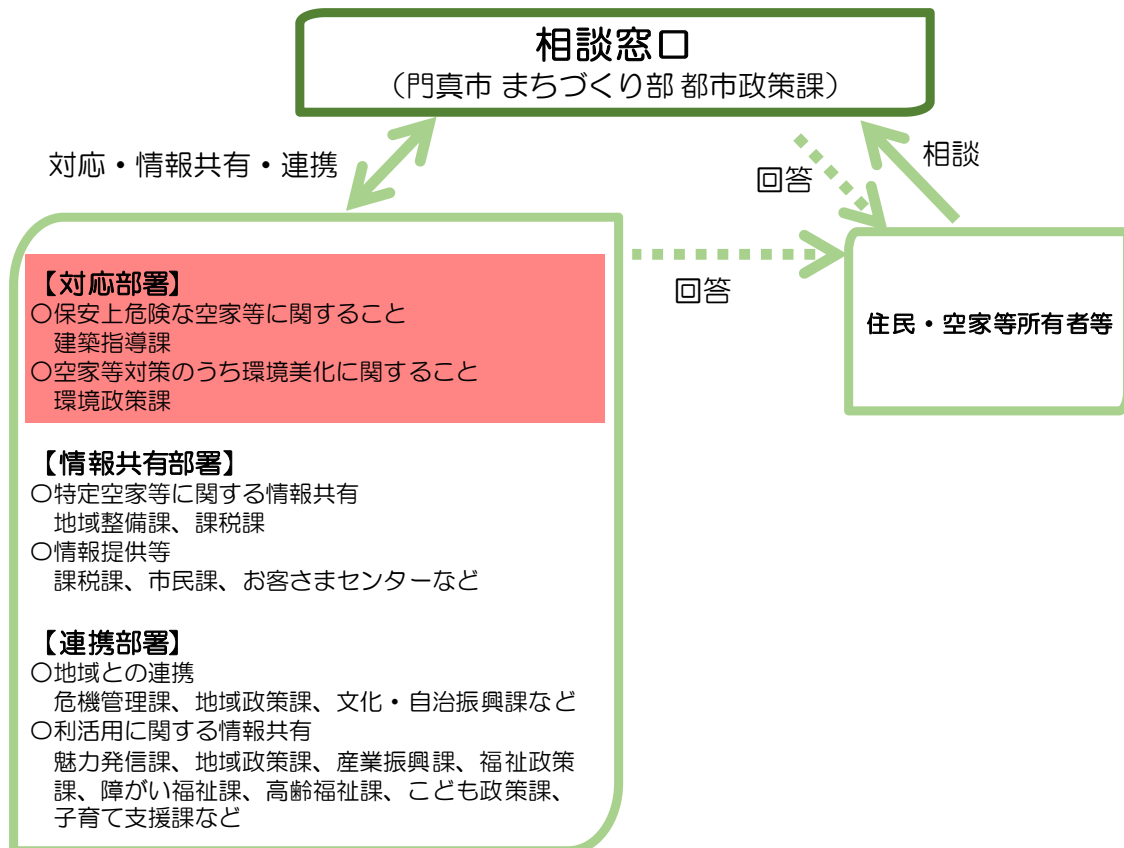 相談窓口
（門真市 まちづくり部 都市政策課）
対応・情報共有・連携
回答
相談
回答
住民・空家等所有者等
【対応部署】
〇保安上危険な空家等に関すること
建築指導課
〇空家等対策のうち環境美化に関すること
環境政策課
【情報共有部署】
〇特定空家等に関する情報共有
地域整備課、課税課
〇情報提供等
課税課、市民課、お客さまセンターなど
【連携部署】
〇地域との連携
危機管理課、地域政策課、文化・自治振興課など
〇利活用に関する情報共有
魅力発信課、地域政策課、産業振興課、福祉政策
課、障がい福祉課、高齢福祉課、こども政策課、
子育て支援課など